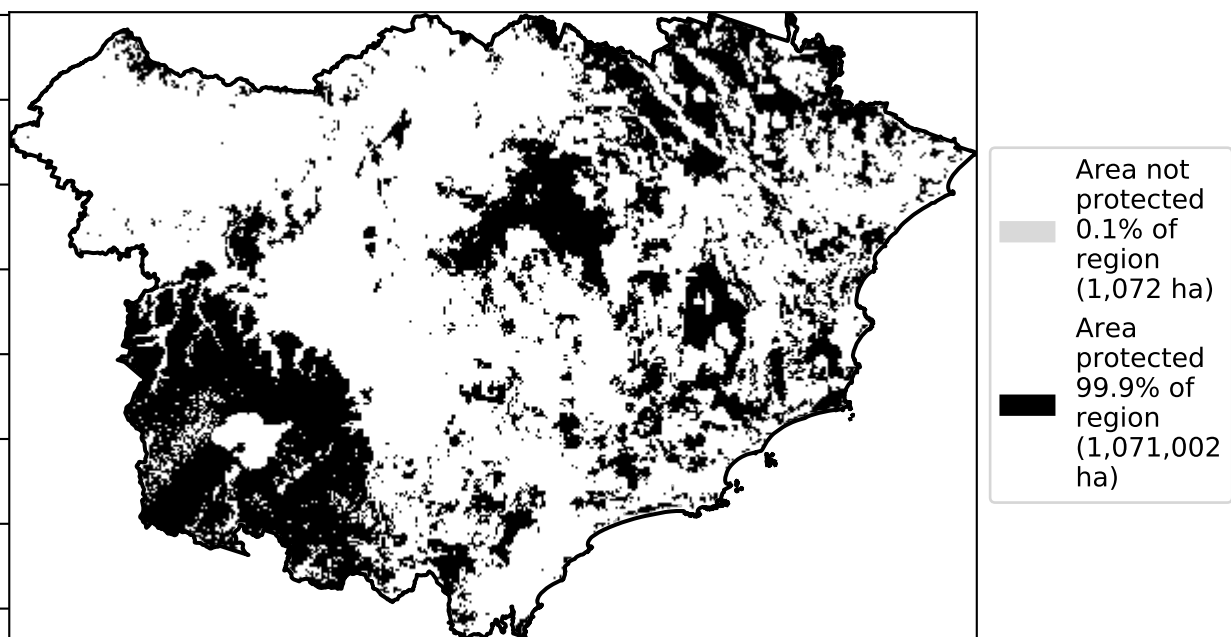 Area not
protected
0.1% of
region
(1,072 ha)
Area
protected
99.9% of
region
(1,071,002
ha)